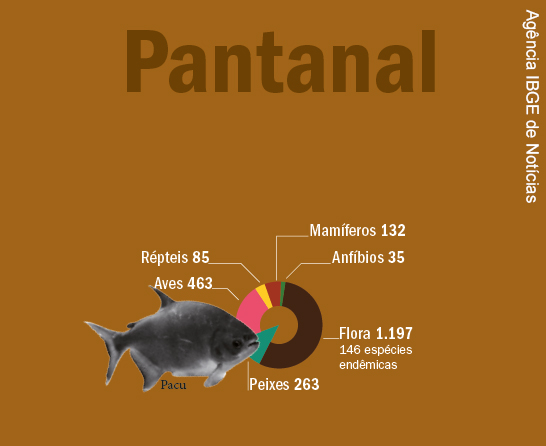 Pantanal
Agência IBGE de Notícias
Mamíferos 132
Répteis 85
Anfíbios 35
Aves 463
Flora 1.197
146 espécies
endêmicas
Pacu
Peixes 263